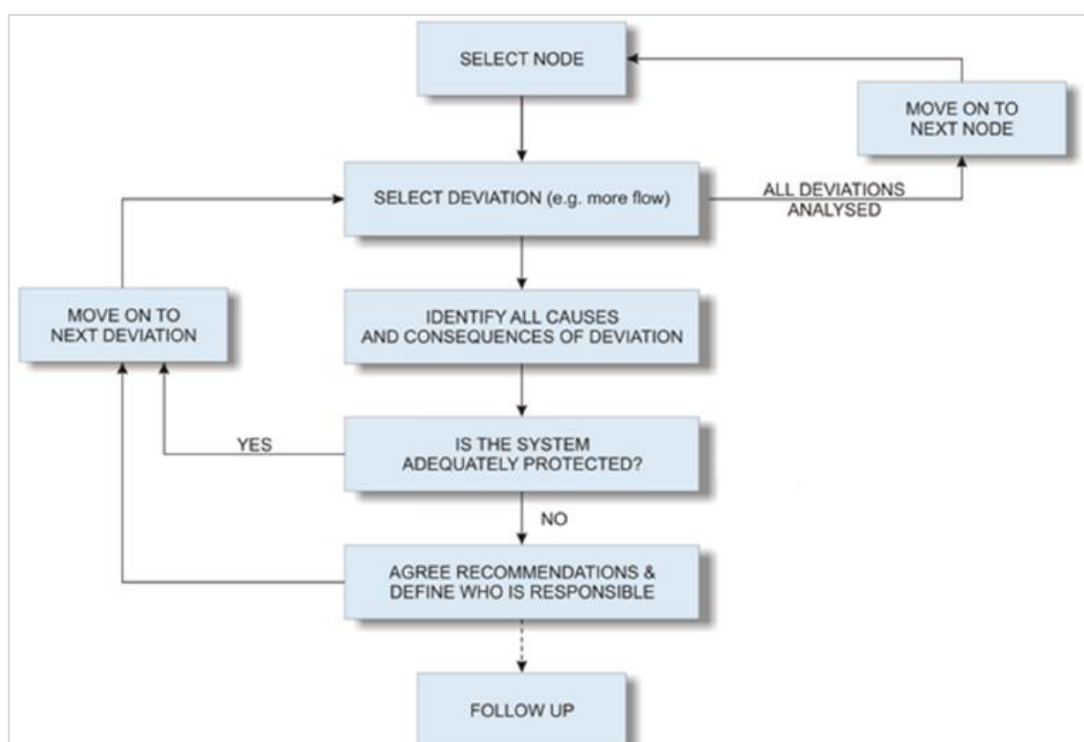 SELECT NODE
MOVE ON TO
NEXT NODE
SELECT DEVIATION (e.g. more flow)
ALL DEVIATIONS
ANALYSED
MOVE ON TO
NEXT DEVIATION
IDENTIFY ALL CAUSES
AND CONSEQUENCES OF DEVIATION
YES
IS THE SYSTEM
ADEQUATELY PROTECTED?
NO
AGREE RECOMMENDATIONS &
DEFINE WHO IS RESPONSIBLE
FOLLOW UP